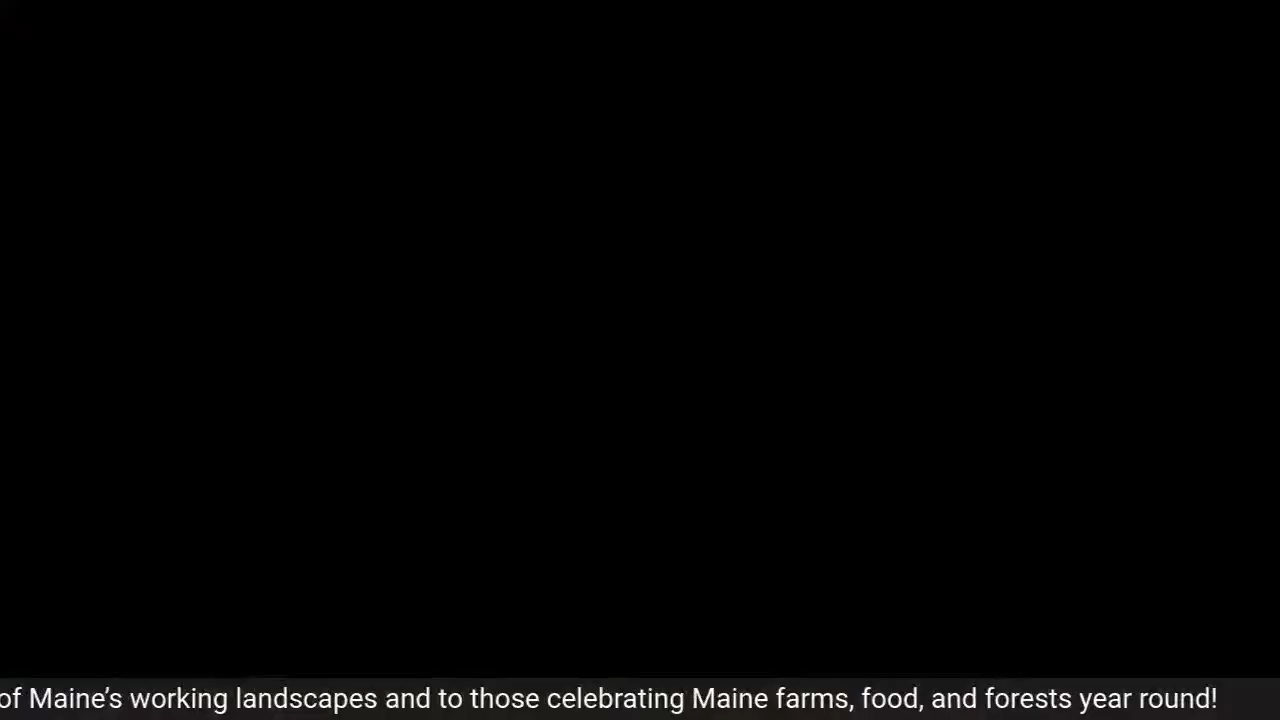 of Maine’s working landscapes and to those celebrating Maine farms, food, and forests year round!